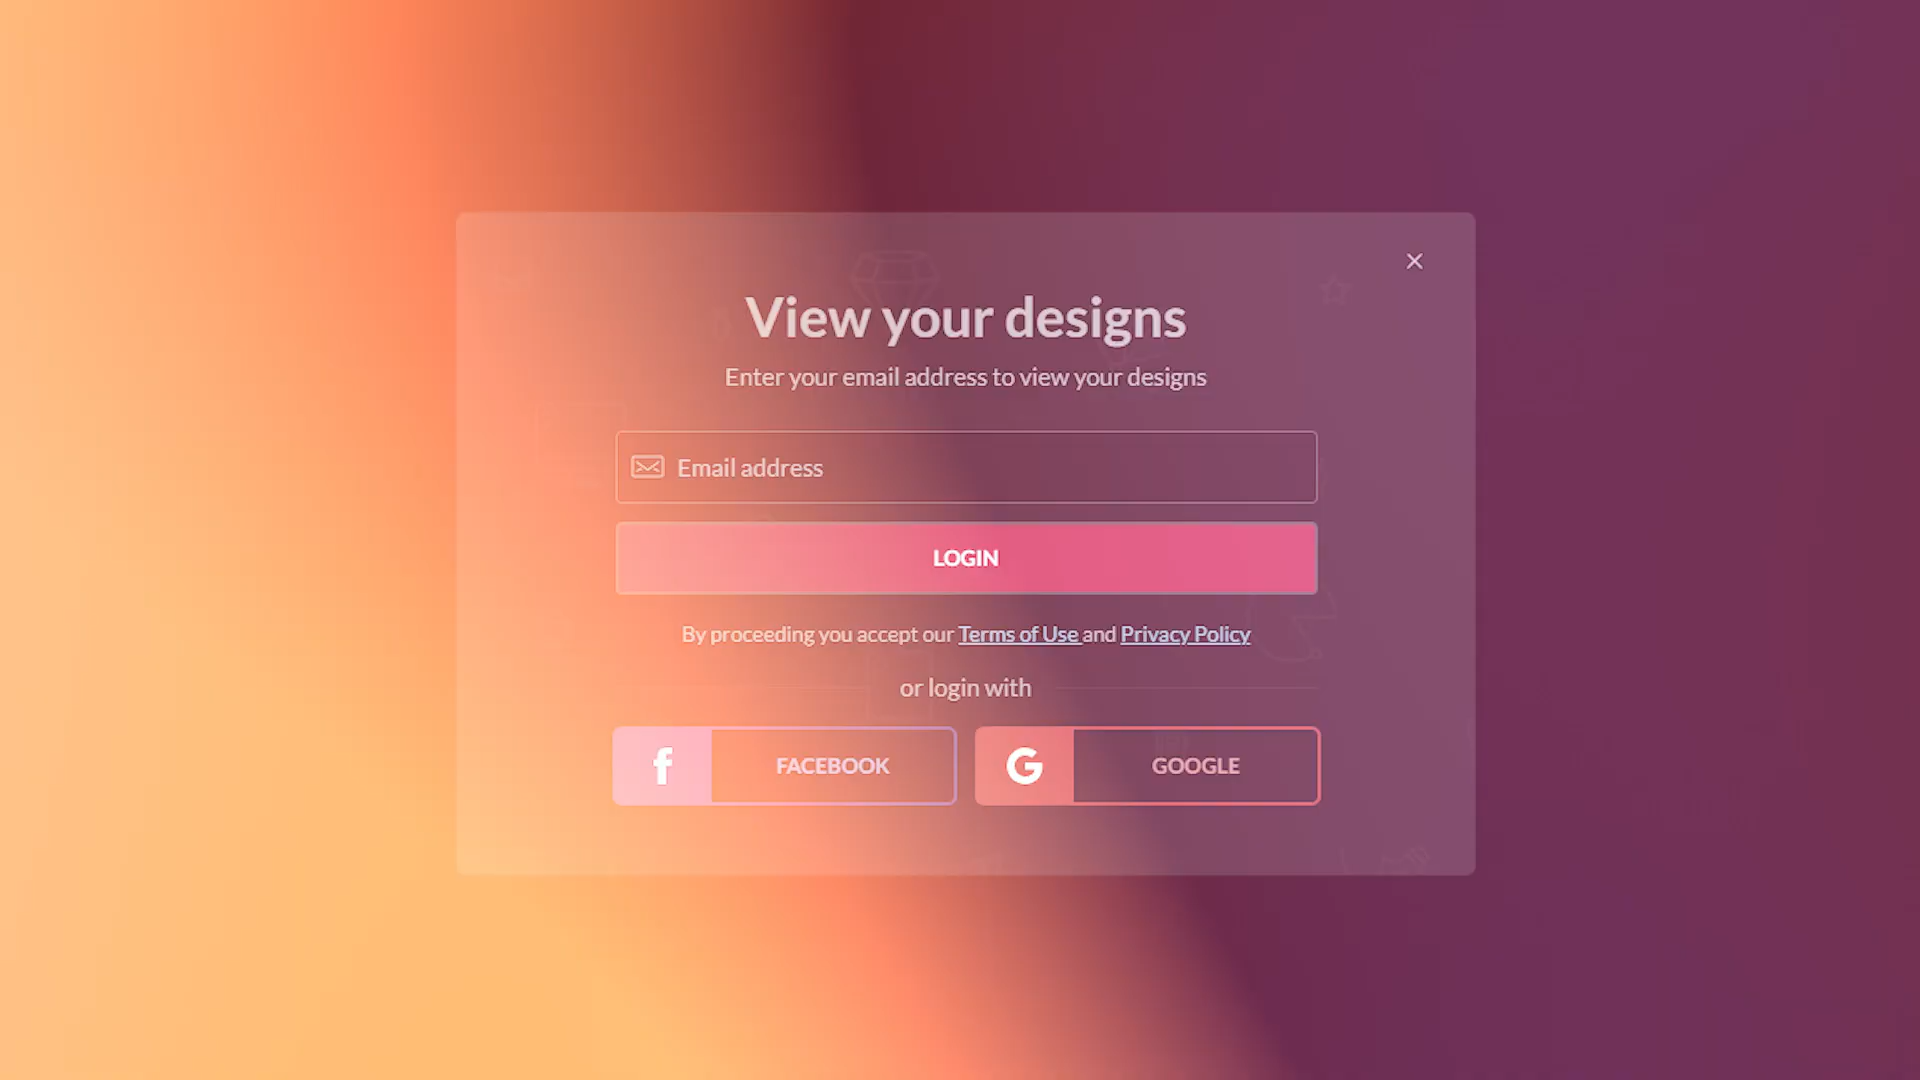 View your designs
Enter your email address to view your designs
Email address
LOGIN
By proceeding you accept our Terms of Use and Privacy Policy
or login with
f FACEBOOK G GOOGLE